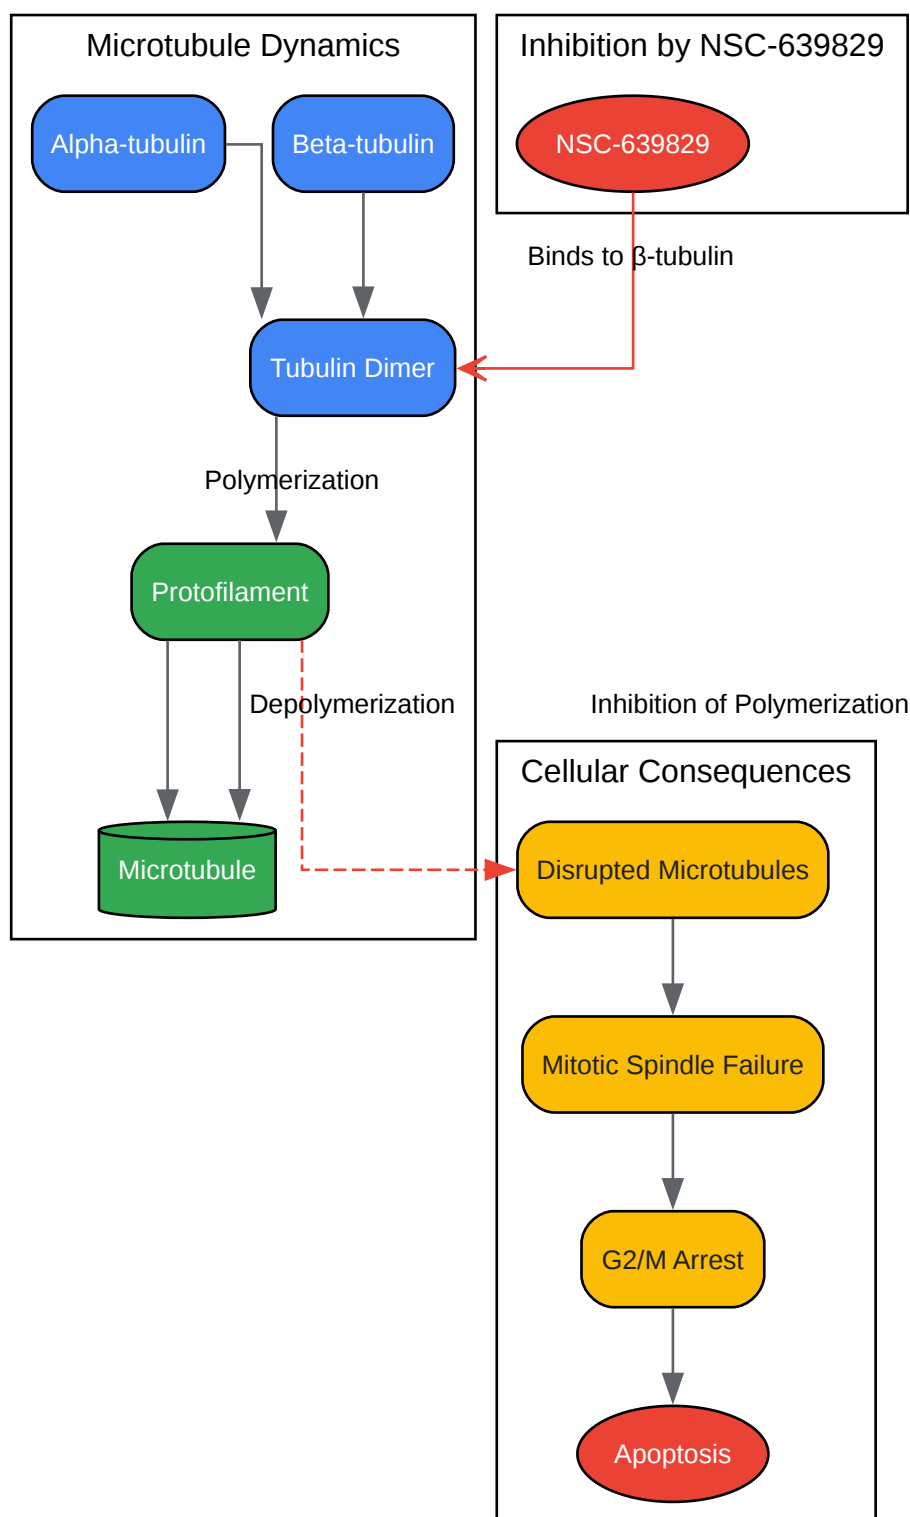 Microtubule Dynamics
Alpha-tubulin
Beta-tubulin
Inhibition by NSC-639829
NSC-639829
Binds to β-tubulin
Tubulin Dimer
Polymerization
Protofilament
Depolymerization
Inhibition of Polymerization
Microtubule
Cellular Consequences
Disrupted Microtubules
Mitotic Spindle Failure
G2/M Arrest
Apoptosis